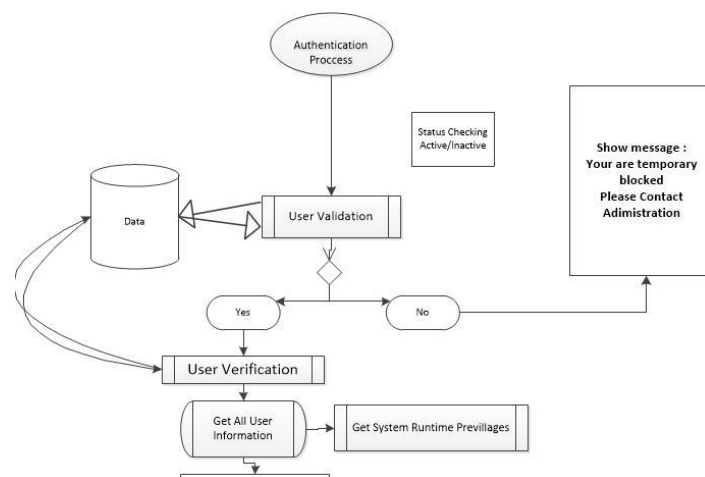 Authentication
Proccess
Status Checking
Active/Inactive
Show message :
Your are temporary
blocked
Please Contact
Adimistration
Data
User Validation
Yes
No
User Verification
Get All User
Information
Get System Runtime Previllages